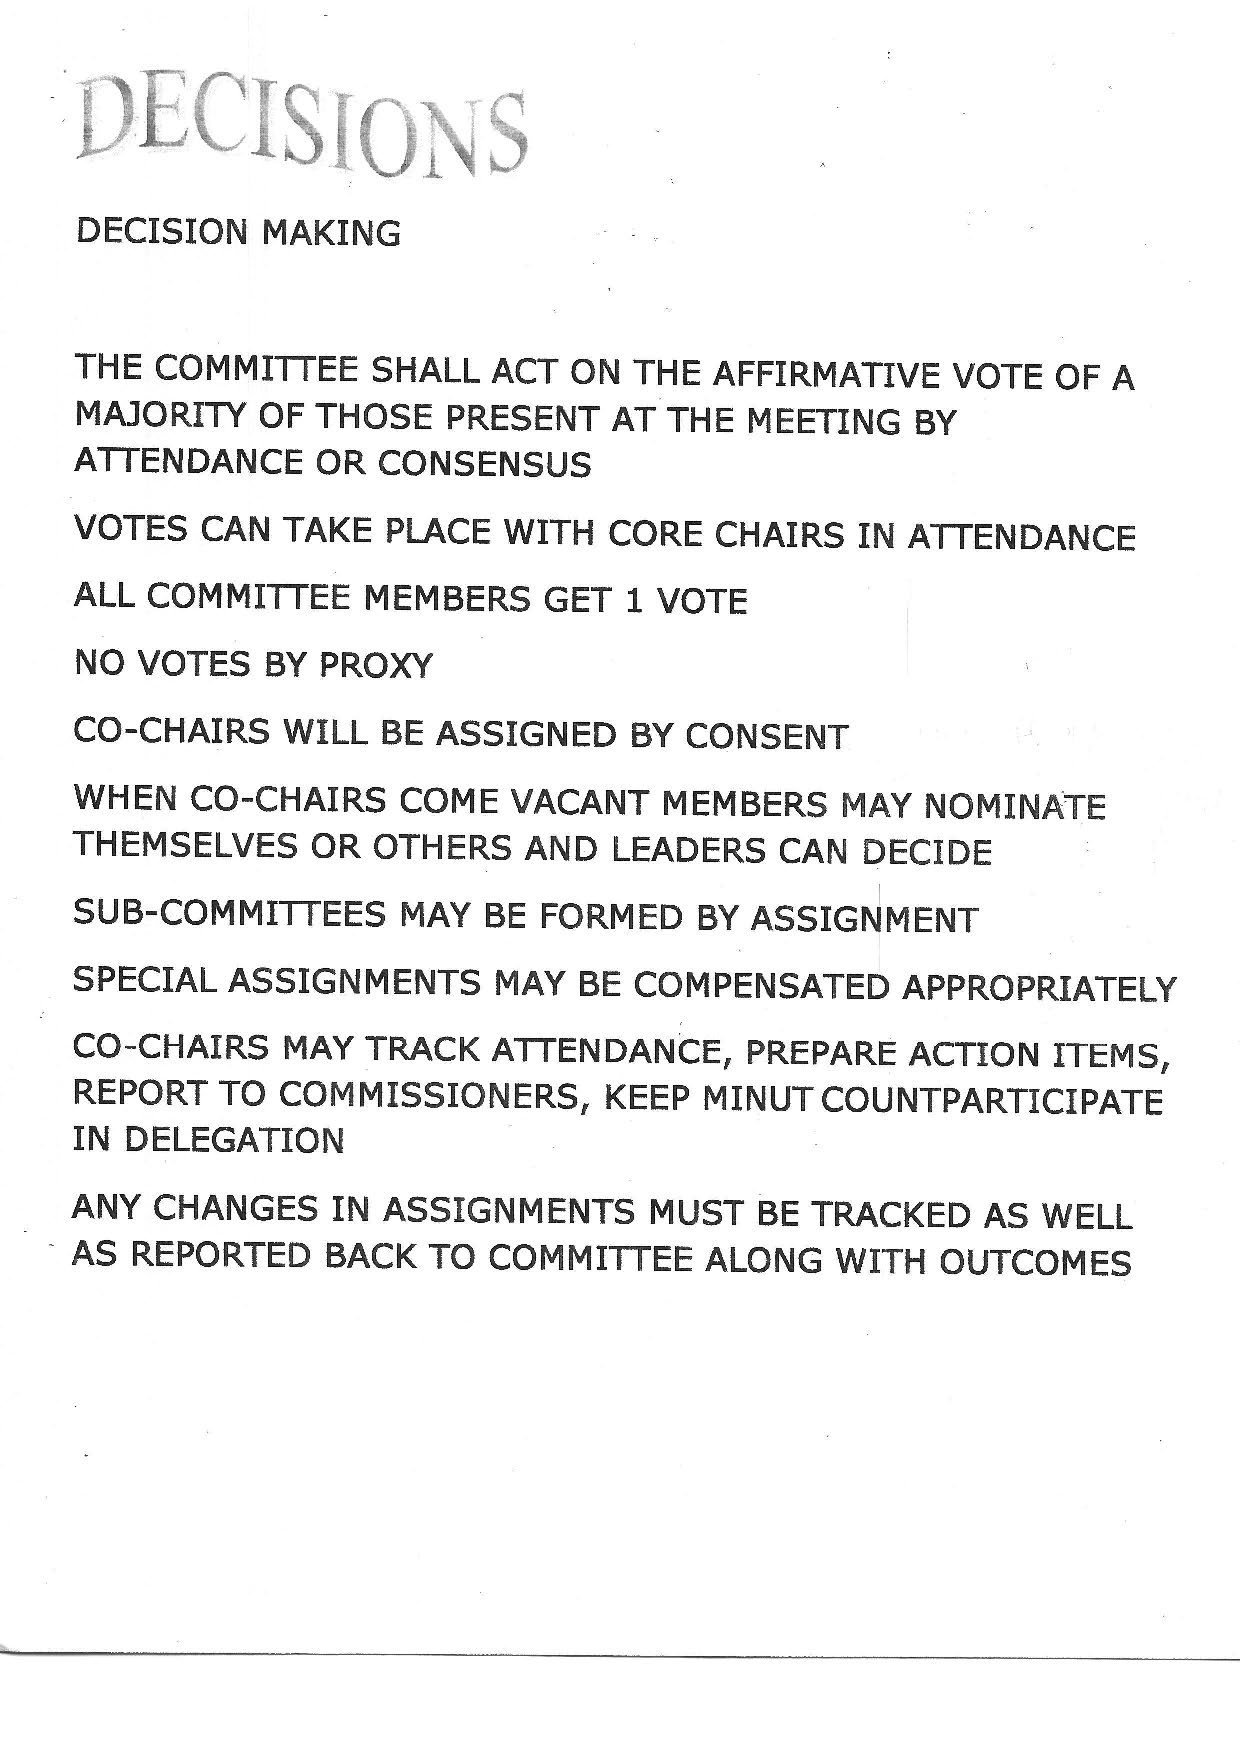 DECISIONS
DECISION MAKING
THE COMMITTEE SHALL ACT ON THE AFFIRMATIVE VOTE OF A
MAJORITY OF THOSE PRESENT AT THE MEETING BY
ATTENDANCE OR CONSENSUS
VOTES CAN TAKE PLACE WITH CORE CHAIRS IN ATTENDANCE
ALL COMMITTEE MEMBERS GET 1 VOTE
NO VOTES BY PROXY
CO-CHAIRS WILL BE ASSIGNED BY CONSENT
WHEN CO-CHAIRS COME VACANT MEMBERS MAY NOMINATE
THEMSELVES OR OTHERS AND LEADERS CAN DECIDE
SUB-COMMITTEES MAY BE FORMED BY ASSIGNMENT
SPECIAL ASSIGNMENTS MAY BE COMPENSATED APPROPRIATELY
CO-CHAIRS MAY TRACK ATTENDANCE, PREPARE ACTION ITEMS,
REPORT TO COMMISSIONERS, KEEP MINUT COUNTPARTICIPATE
IN DELEGATION
ANY CHANGES IN ASSIGNMENTS MUST BE TRACKED AS WELL
AS REPORTED BACK TO COMMITTEE ALONG WITH OUTCOMES